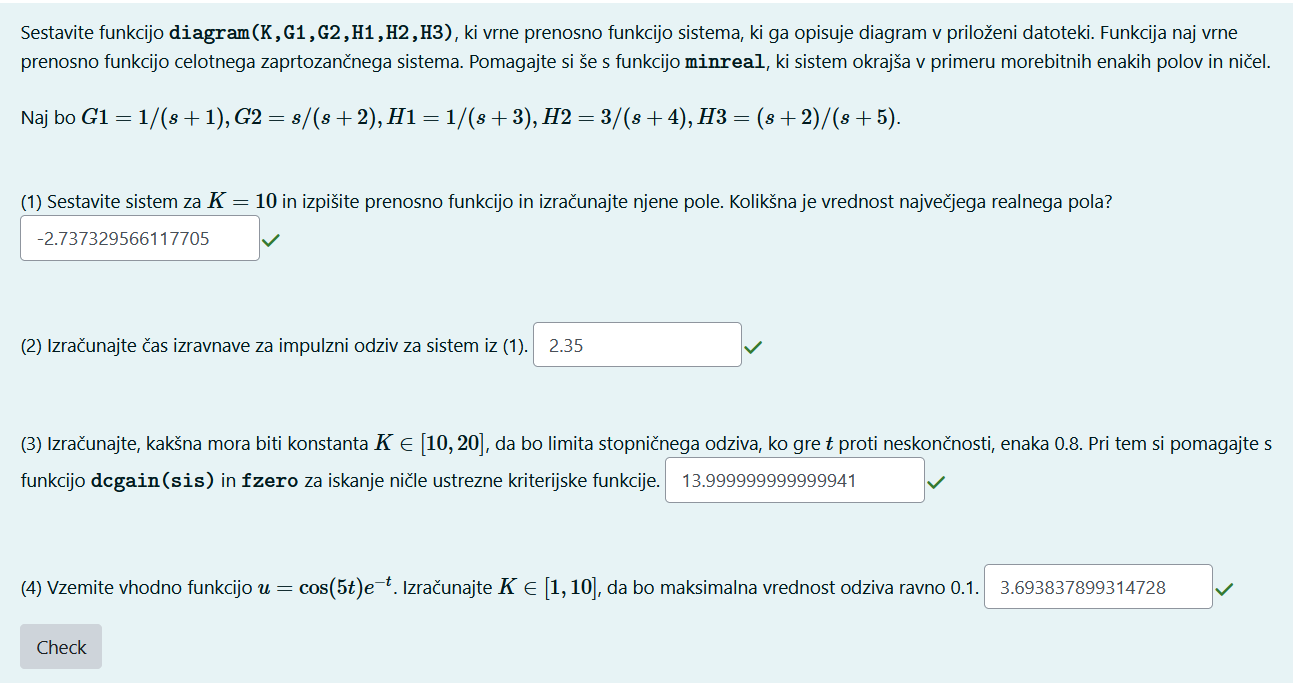 Sestavite funkcijo diagram(K,G1,G2,H1,H2,H3), ki vrne prenosno funkcijo sistema, ki ga opisuje diagram v priloženi datoteki. Funkcija naj vrne
prenosno funkcijo celotnega zaprtozančnega sistema. Pomagajte si še s funkcijo minreal, ki sistem okrajša v primeru morebitnih enakih polov in ničel.
Naj bo G1 = 1/(s + 1), G2 = s/(s + 2), H1 = 1/(s + 3), H2 = 3/(s + 4), H3 = (s + 2)/(s + 5).
(1) Sestavite sistem za K = 10 in izpišite prenosno funkcijo in izračunajte njene pole. Kolikšna je vrednost največjega realnega pola?
-2.737329566117705
(2) Izračunajte čas izravnave za impulzni odziv za sistem iz (1). 2.35
(3) Izračunajte, kakšna mora biti konstanta K ∈ [10, 20], da bo limita stopničnega odziva, ko gre t proti neskončnosti, enaka 0.8. Pri tem si pomagajte s
funkcijo dcgain(sis) in fzero za iskanje ničle ustrezne kriterijske funkcije. 13.999999999999941
(4) Vzemite vhodno funkcijo u = cos(5t)e^{-t}. Izračunajte K ∈ [1, 10], da bo maksimalna vrednost odziva ravno 0.1. 3.693837899314728
Check